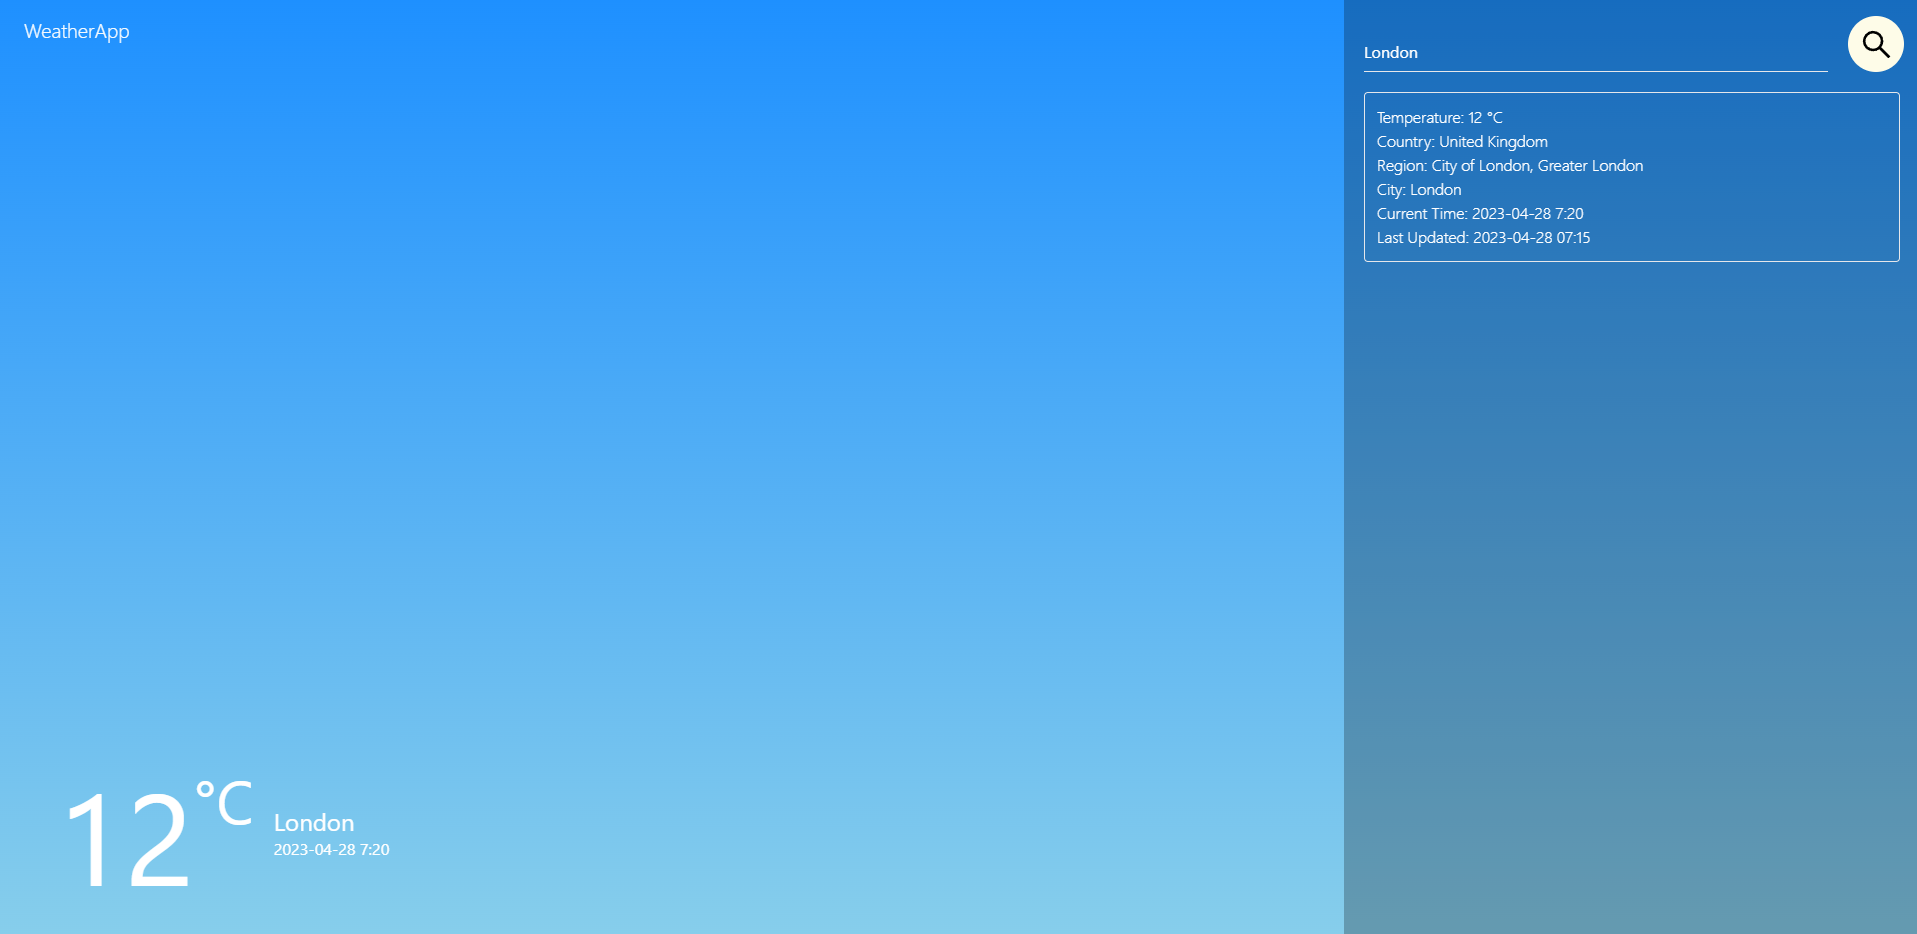 WeatherApp
London
Temperature: 12 °C
Country: United Kingdom
Region: City of London, Greater London
City: London
Current Time: 2023-04-28 7:20
Last Updated: 2023-04-28 07:15
12°C
London
2023-04-28 7:20